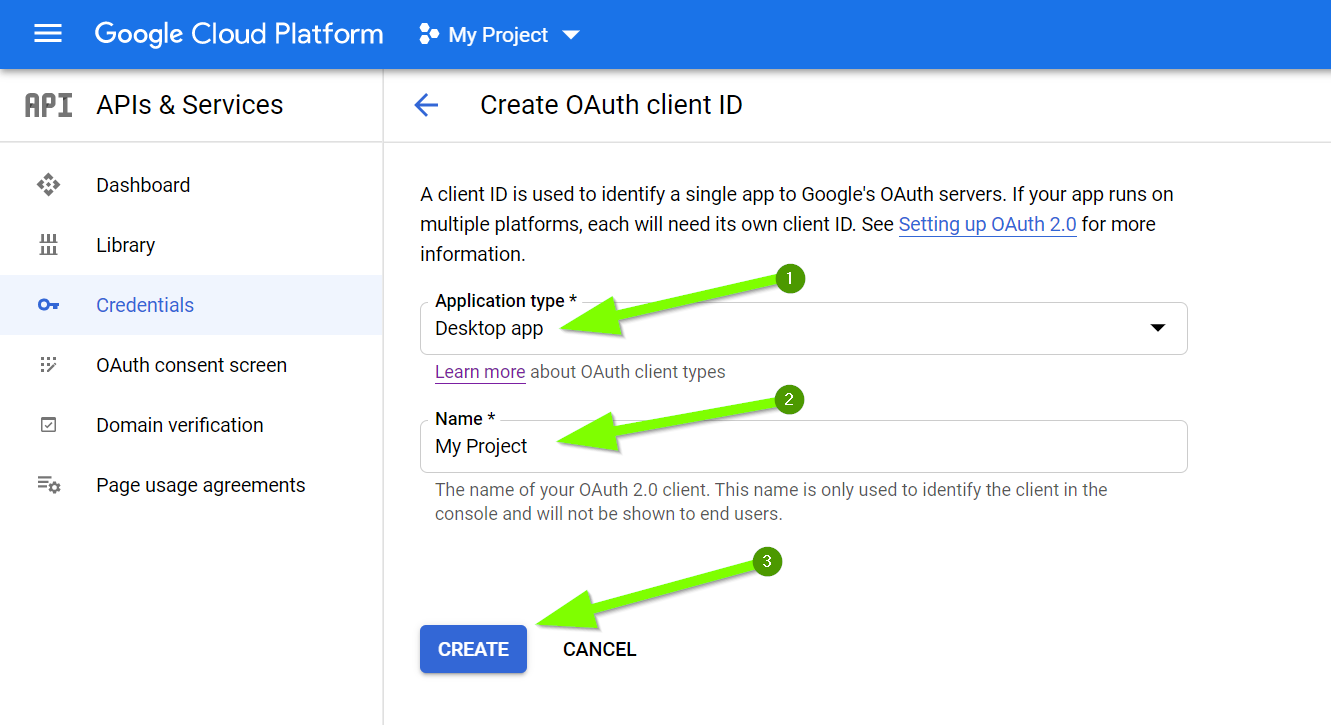 Google Cloud Platform
My Project
API
APIs & Services
Create OAuth client ID
Dashboard
Library
Credentials
OAuth consent screen
Domain verification
Page usage agreements
A client ID is used to identify a single app to Google's OAuth servers. If your app runs on
multiple platforms, each will need its own client ID. See Setting up OAuth 2.0 for more
information.
1
Application type *
Desktop app
Learn more about OAuth client types
2
Name *
My Project
The name of your OAuth 2.0 client. This name is only used to identify the client in the
console and will not be shown to end users.
3
CREATE
CANCEL